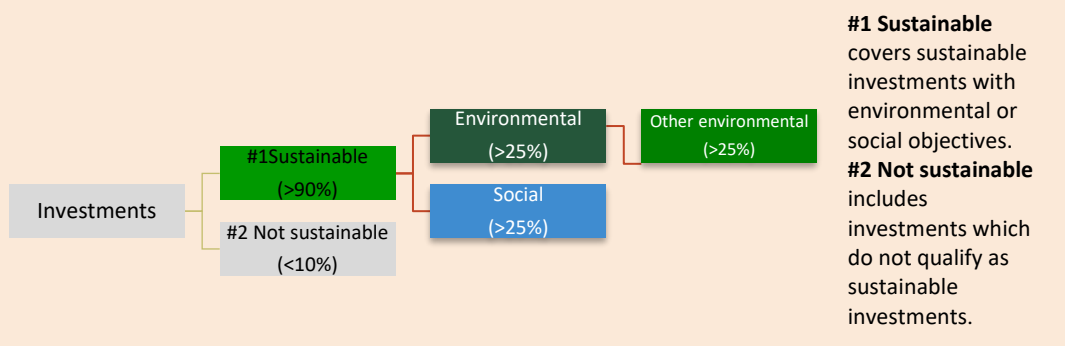 Investments
#1Sustainable
(>90%)
#2 Not sustainable
(<10%)
Environmental
(>25%)
Social
(>25%)
Other environmental
(>25%)
#1 Sustainable
covers sustainable
investments with
environmental or
social objectives.
#2 Not sustainable
includes
investments which
do not qualify as
sustainable
investments.